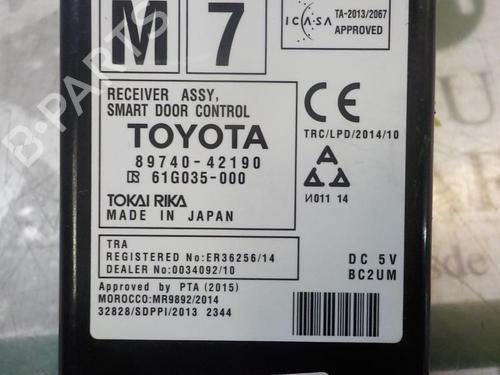 M 7
ICASA
TA-2013/2067
APPROVED
RECEIVER ASSY,
SMART DOOR CONTROL
TOYOTA
89740-42190
61G035-000
TOKAI RIKA
MADE IN JAPAN
CE
TRC/LPD/2014/10
И011 14
TRA
REGISTERED No:ER36256/14
DEALER No:0034092/10
DC 5V
BC2UM
Approved by PTA (2015)
MOROCCO:MR9892/2014
32828/SDPPI/2013 2344
B-PARTS